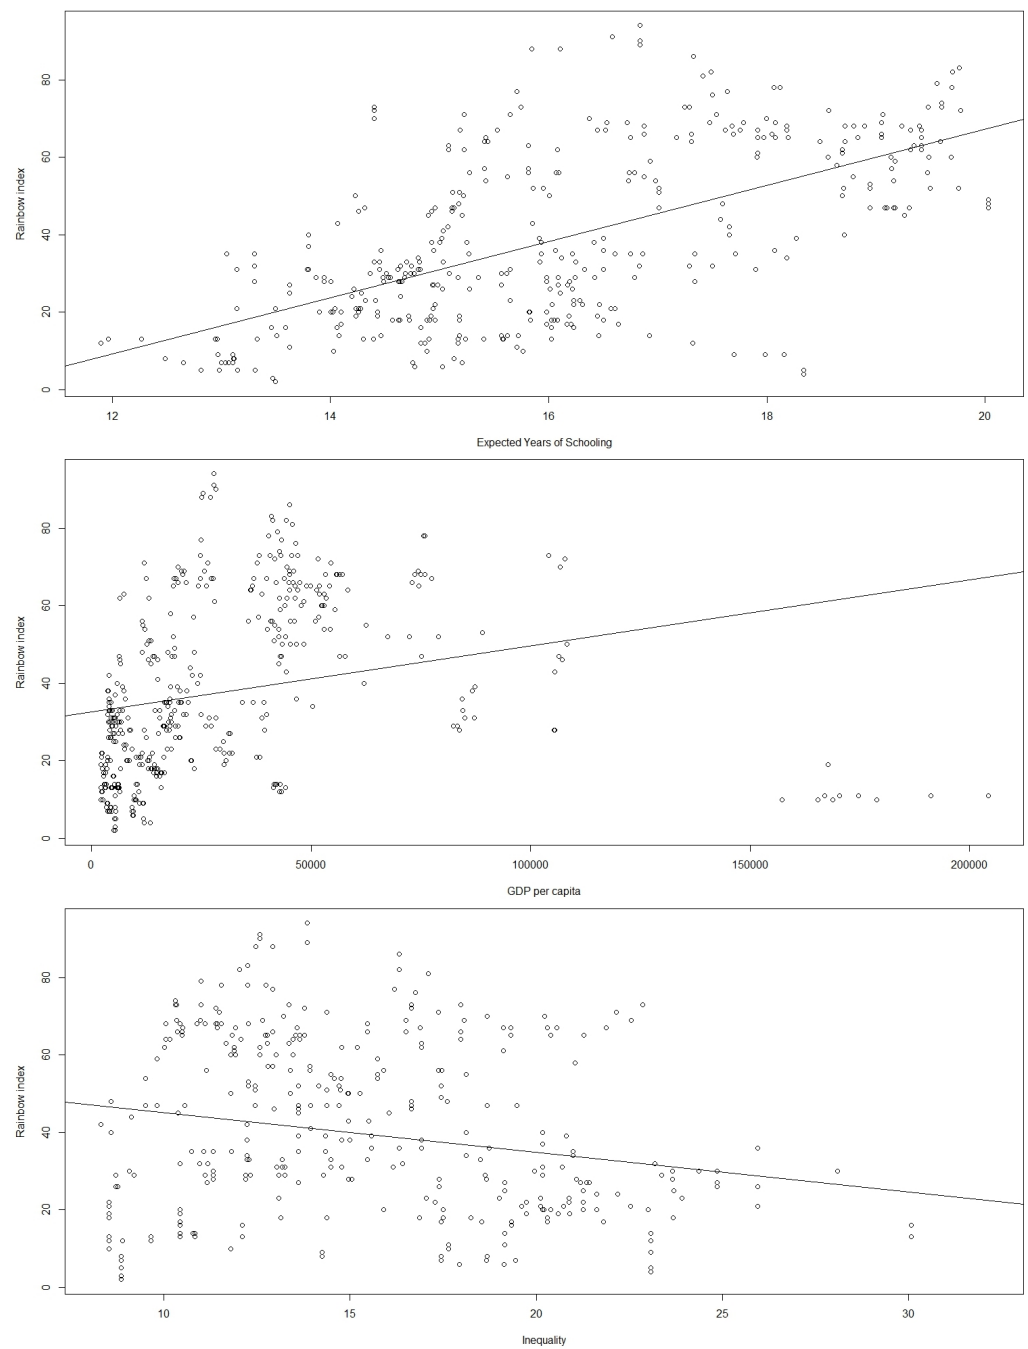 Rainbow index
80
60
40
20
0
12 14 16 18 20
Expected Years of Schooling
Rainbow index
80
60
40
20
0
0 50000 100000 150000 200000
GDP per capita
Rainbow index
80
60
40
20
0
10 15 20 25 30
Inequality